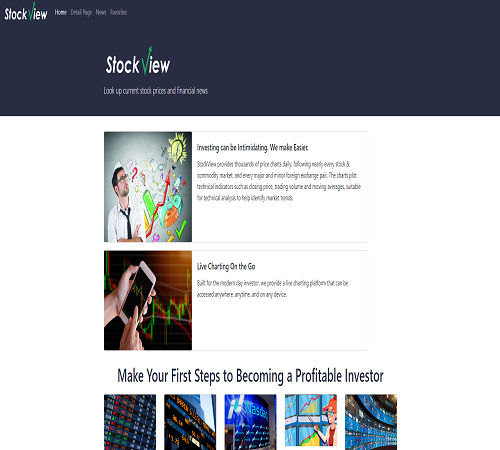 Stock View Home Detail Page News Favorites
Stock View
Look up current stock prices and financial news
Investing can be Intimidating. We make Easier.
StockView provides thousands of price charts daily, following nearly every stock &
commodity market, and every major and minor foreign exchange pair. The charts plot
technical indicators such as closing price, trading volume and moving averages, suitable
for technical analysis to help identify market trends.
Live Charting On the Go
Built for the modern day investor, we provide a live charting platform that can be
accessed anywhere, anytime, and on any device.
Make Your First Steps to Becoming a Profitable Investor
Nasdaq